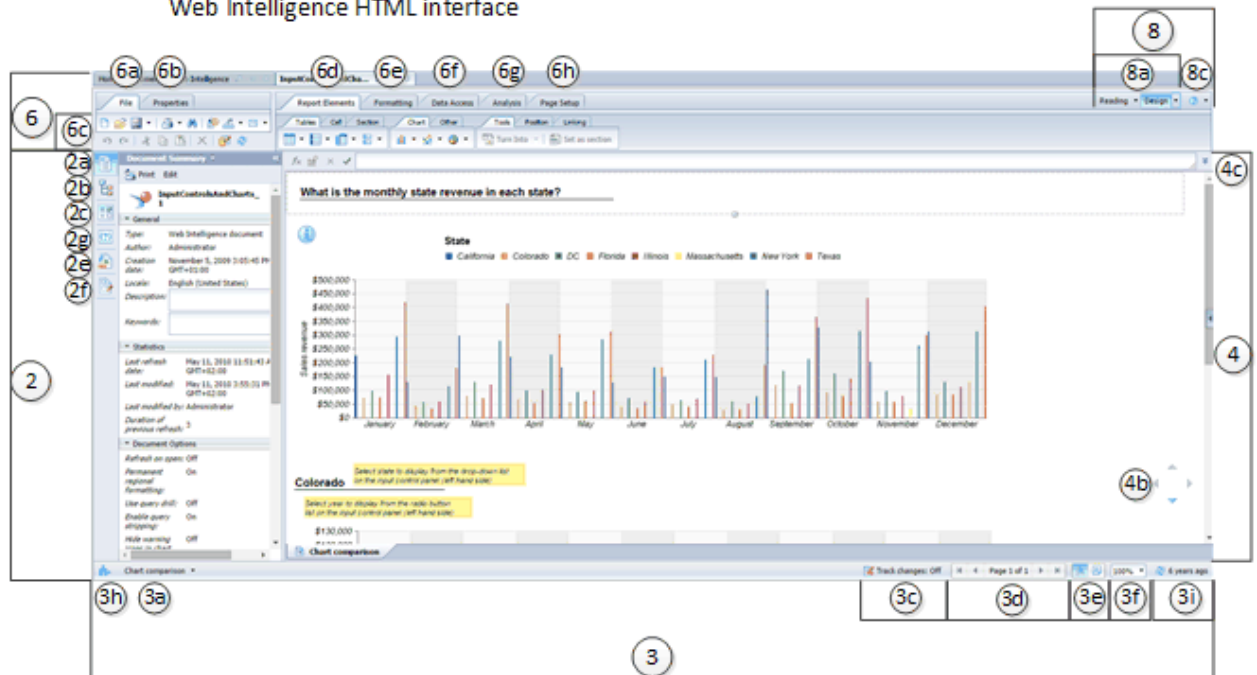 Web Intelligence HTML interface
8
6a 6b 6d 6e 6f 6g 6h 8a 8c
Intelligence
File Properties Report Elements Formatting Data Access Analysis Page Setup Reading Design
6 6c
Tables Cell Section Chart Other Tools Position Linking
Turn Into Set as section
2a Document Summary 4c
Print Edit
2b InputControlsAndCharts_
1
What is the monthly state revenue in each state?
2c General
Type: Web Intelligence document
2g Author: Administrator
Creation date: November 5, 2009 3:05:45 PM
GMT+01:00
2e Locale: English (United States)
2f Description:
Keywords:
State
California Colorado DC Florida Illinois Massachusetts New York Texas
Sales revenue
$500,000
$450,000
$400,000
$350,000
$300,000
$250,000
$200,000
$150,000
$100,000
$50,000
$0
January February March April May June July August September October November December
2 4
Statistics
Last refresh date: May 11, 2010 11:51:43 A
GMT+02:00
Last modified: May 11, 2010 3:55:31 PM
GMT+02:00
Last modified by: Administrator
Duration of previous refresh: 3
Document Options
Refresh on open: Off
Permanent regional formatting: On
Use query drill: Off
Enable query stripping: On
Hide warning Off
Select state to display from the drop-down list
on the input control panel (left hand side)
Colorado
4b
Select year to display from the radio button
list on the input control panel (left hand side)
$130,000
Chart comparison
Chart comparison Track changes: Off Page 1 of 1 100% 6 years ago
3h 3a 3c 3d 3e 3f 3i
3